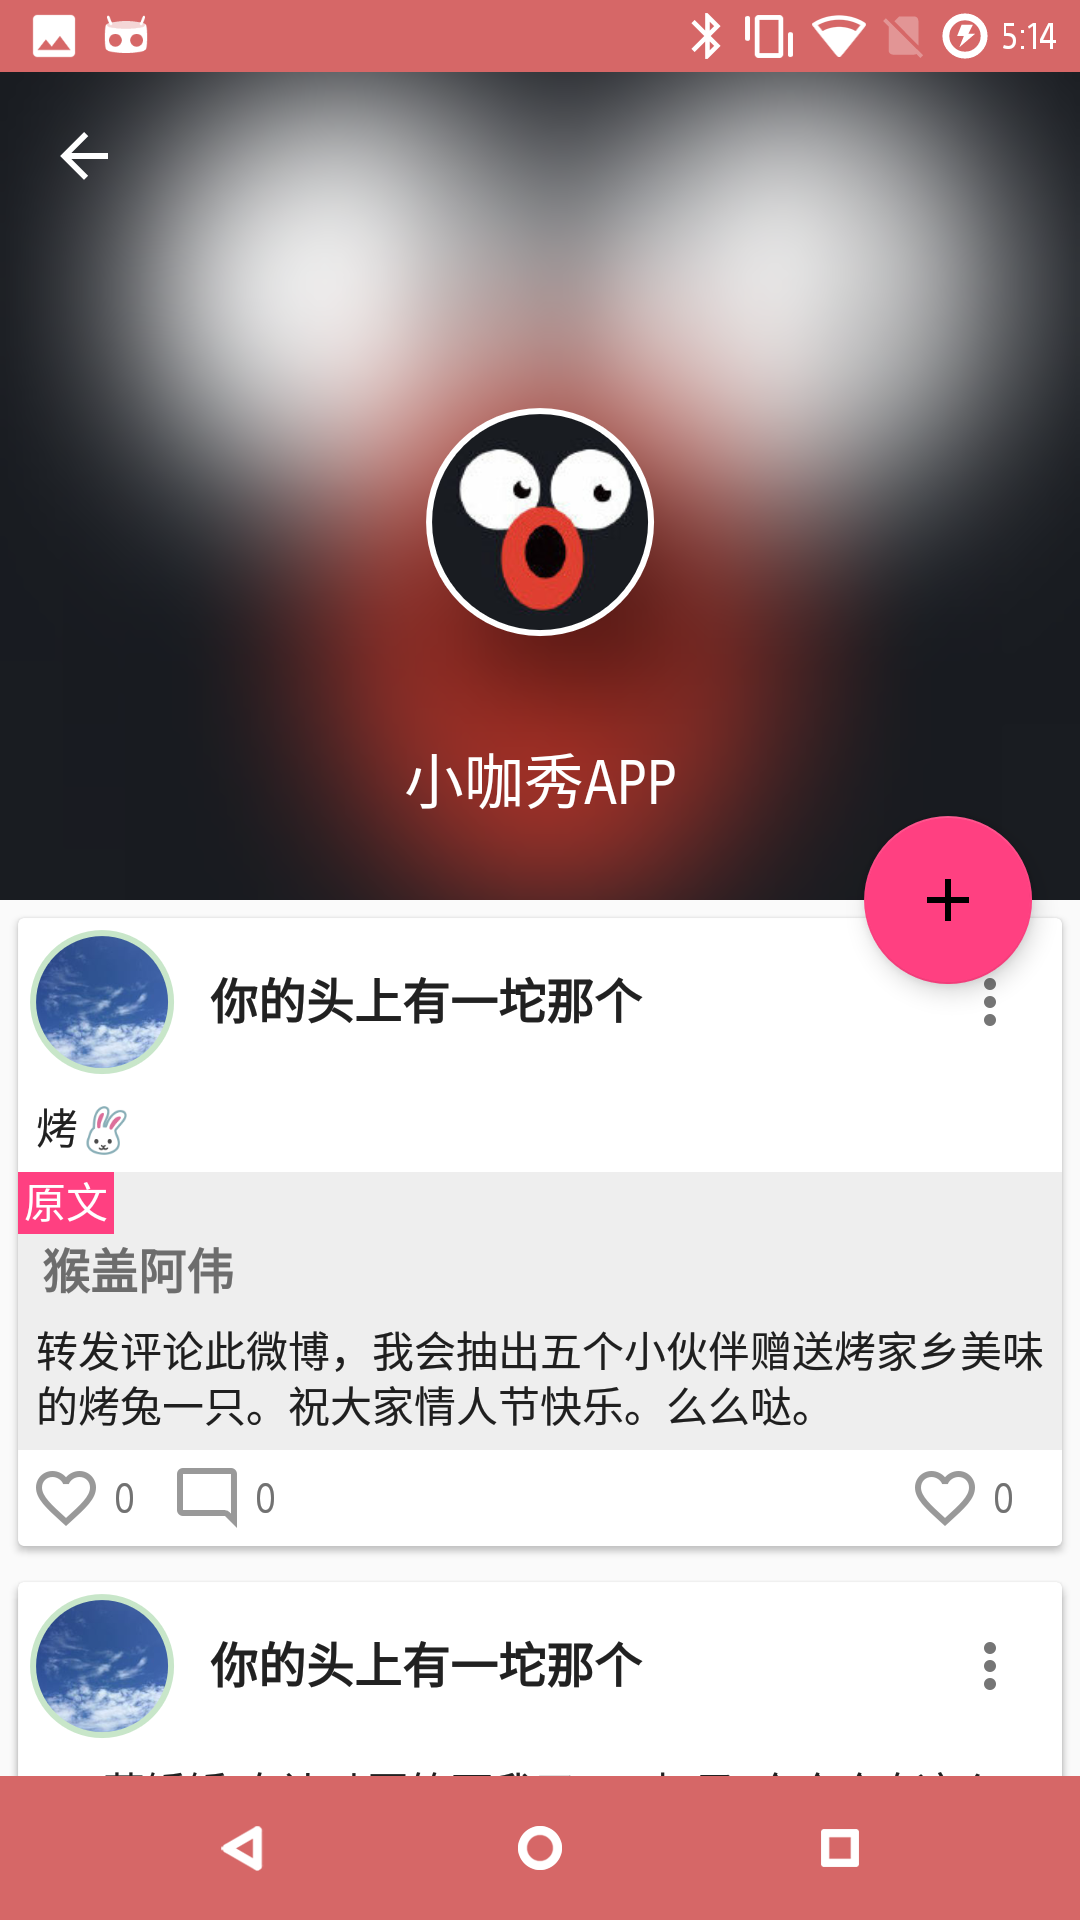 5:14
小咖秀APP
你的头上有一坨那个
烤🐰
原文
猴盖阿伟
转发评论此微博，我会抽出五个小伙伴赠送烤家乡美味
的烤兔一只。祝大家情人节快乐。么么哒。
0 0 0
你的头上有一坨那个